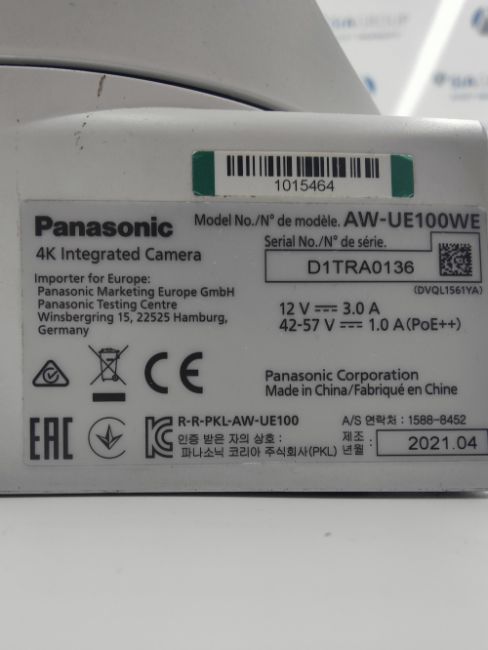 1015464
Panasonic
Model No./N° de modèle. AW-UE100WE
4K Integrated Camera
Serial No./N° de série.
D1TRA0136
(DVQL1561YA)
Importer for Europe:
Panasonic Marketing Europe GmbH
Panasonic Testing Centre
Winsbergring 15, 22525 Hamburg,
Germany
12 V ⎓ 3.0 A
42-57 V ⎓ 1.0 A (PoE++)
CE
Panasonic Corporation
Made in China/Fabriqué en Chine
EAC
R-R-PKL-AW-UE100
인증 받은 자의 상호 :
파나소닉 코리아 주식회사(PKL)
A/S 연락처 : 1588-8452
제조
년월 : 2021.04